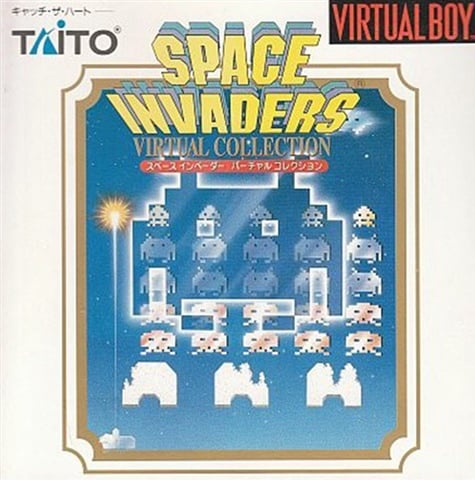 キャッチ・ザ・ハート
TAITO®
VIRTUAL BOY
SPACE
INVADERS®
VIRTUAL COLLECTION
スペースインベーダー バーチャルコレクション